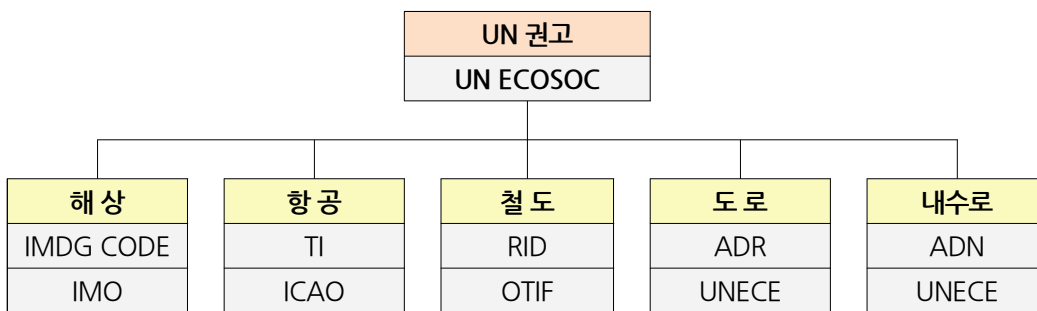 UN 권고
UN ECOSOC
해 상
항 공
철 도
도 로
내수로
IMDG CODE
TI
RID
ADR
ADN
IMO
ICAO
OTIF
UNECE
UNECE